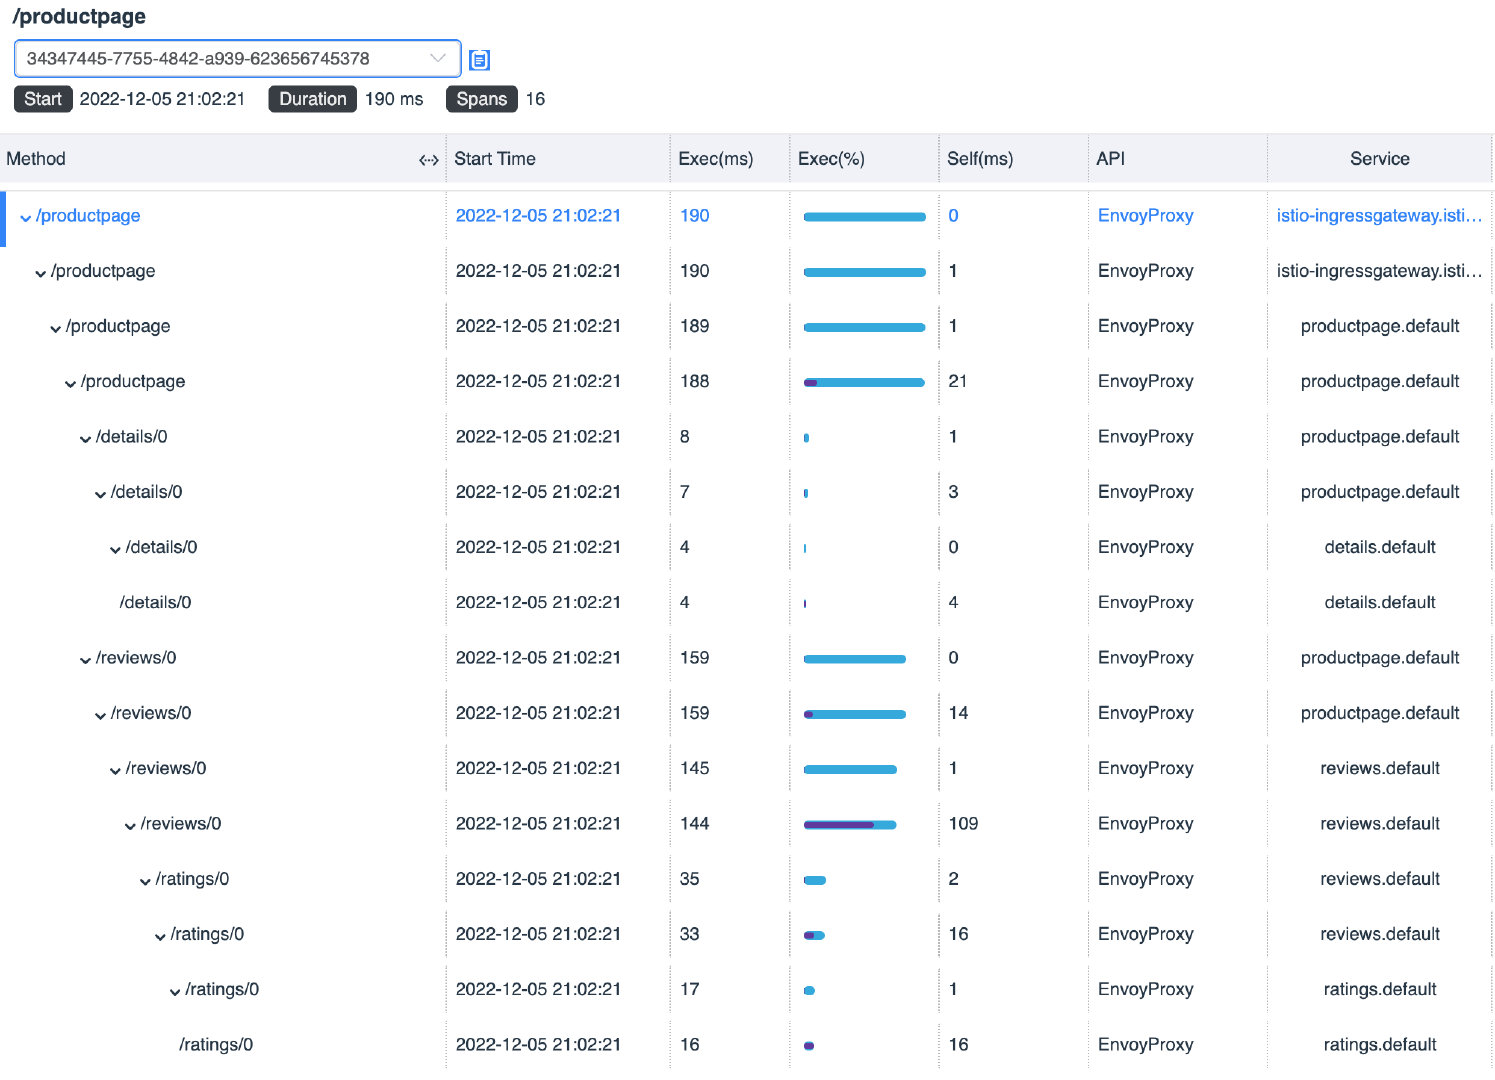 /productpage
34347445-7755-4842-a939-623656745378
Start 2022-12-05 21:02:21 Duration 190 ms Spans 16
Method Start Time Exec(ms) Exec(%) Self(ms) API Service
/productpage 2022-12-05 21:02:21 190 0 EnvoyProxy istio-ingressgateway.isti...
/productpage 2022-12-05 21:02:21 190 1 EnvoyProxy istio-ingressgateway.isti...
/productpage 2022-12-05 21:02:21 189 1 EnvoyProxy productpage.default
/productpage 2022-12-05 21:02:21 188 21 EnvoyProxy productpage.default
/details/0 2022-12-05 21:02:21 8 1 EnvoyProxy productpage.default
/details/0 2022-12-05 21:02:21 7 3 EnvoyProxy productpage.default
/details/0 2022-12-05 21:02:21 4 0 EnvoyProxy details.default
/details/0 2022-12-05 21:02:21 4 4 EnvoyProxy details.default
/reviews/0 2022-12-05 21:02:21 159 0 EnvoyProxy productpage.default
/reviews/0 2022-12-05 21:02:21 159 14 EnvoyProxy productpage.default
/reviews/0 2022-12-05 21:02:21 145 1 EnvoyProxy reviews.default
/reviews/0 2022-12-05 21:02:21 144 109 EnvoyProxy reviews.default
/ratings/0 2022-12-05 21:02:21 35 2 EnvoyProxy reviews.default
/ratings/0 2022-12-05 21:02:21 33 16 EnvoyProxy reviews.default
/ratings/0 2022-12-05 21:02:21 17 1 EnvoyProxy ratings.default
/ratings/0 2022-12-05 21:02:21 16 16 EnvoyProxy ratings.default